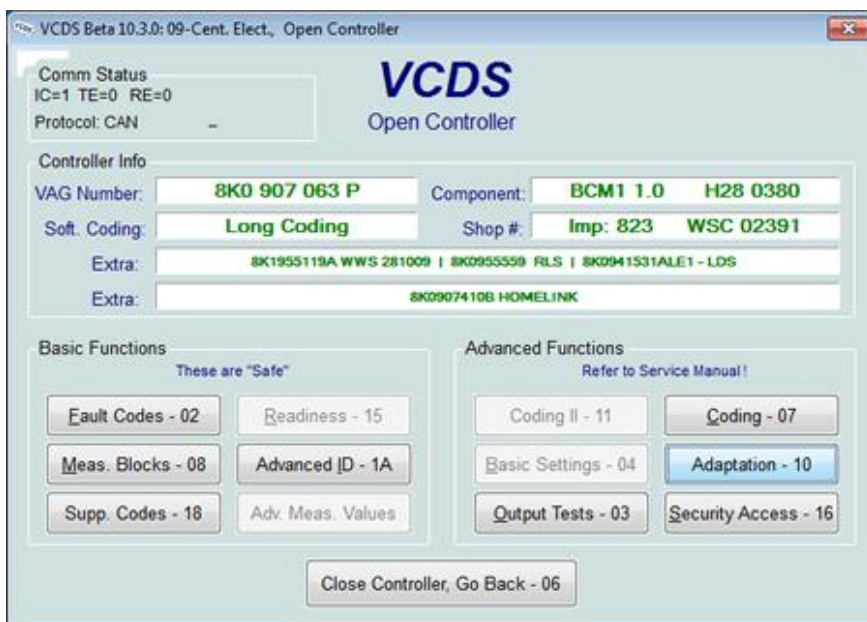 VCDS Beta 10.3.0: 09-Cent. Elect., Open Controller
Comm Status
IC=1 TE=0 RE=0
Protocol: CAN
VCDS
Open Controller
Controller Info
VAG Number: 8K0 907 063 P Component: BCM1 1.0 H28 0380
Soft. Coding: Long Coding Shop #: Imp: 823 WSC 02391
Extra: 8K1955119A WWS 281009 | 8K0955559 RLS | 8K0941531ALE1 - LDS
Extra: 8K0907410B HOMELINK
Basic Functions
These are "Safe"
Fault Codes - 02 Readiness - 15
Meas. Blocks - 08 Advanced ID - 1A
Supp. Codes - 18 Adv. Meas. Values
Advanced Functions
Refer to Service Manual!
Coding II - 11 Coding - 07
Basic Settings - 04 Adaptation - 10
Output Tests - 03 Security Access - 16
Close Controller, Go Back - 06